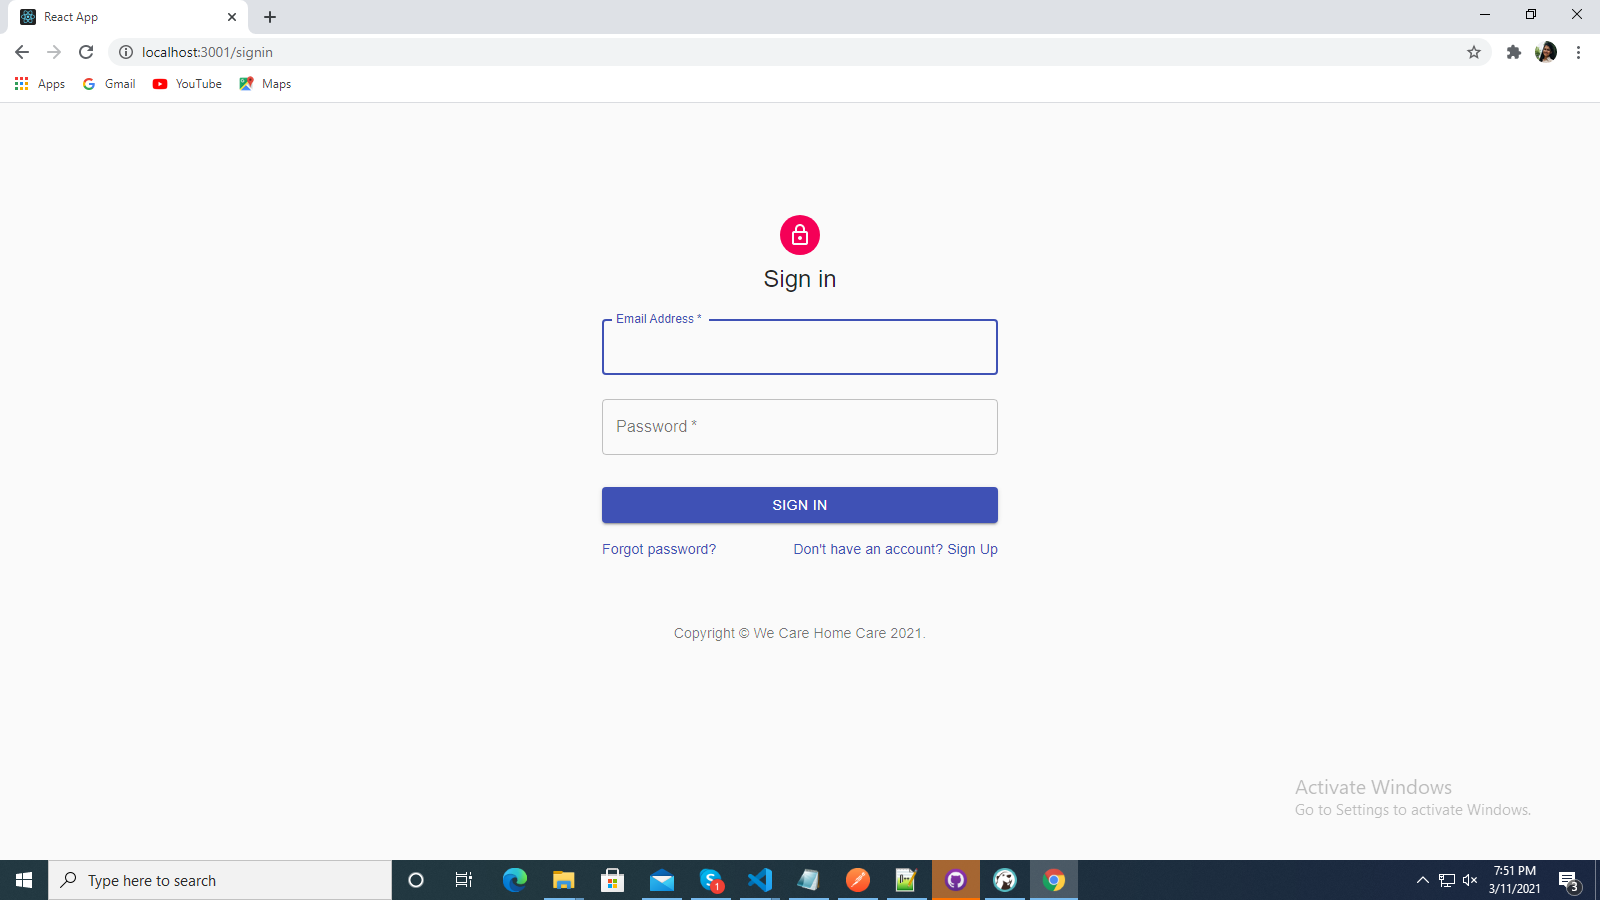 React App
localhost:3001/signin
Apps
Gmail
YouTube
Maps
Sign in
Email Address *
Password *
SIGN IN
Forgot password?
Don't have an account? Sign Up
Copyright © We Care Home Care 2021.
Activate Windows
Go to Settings to activate Windows.
Type here to search
1
7:51 PM
3/11/2021
3